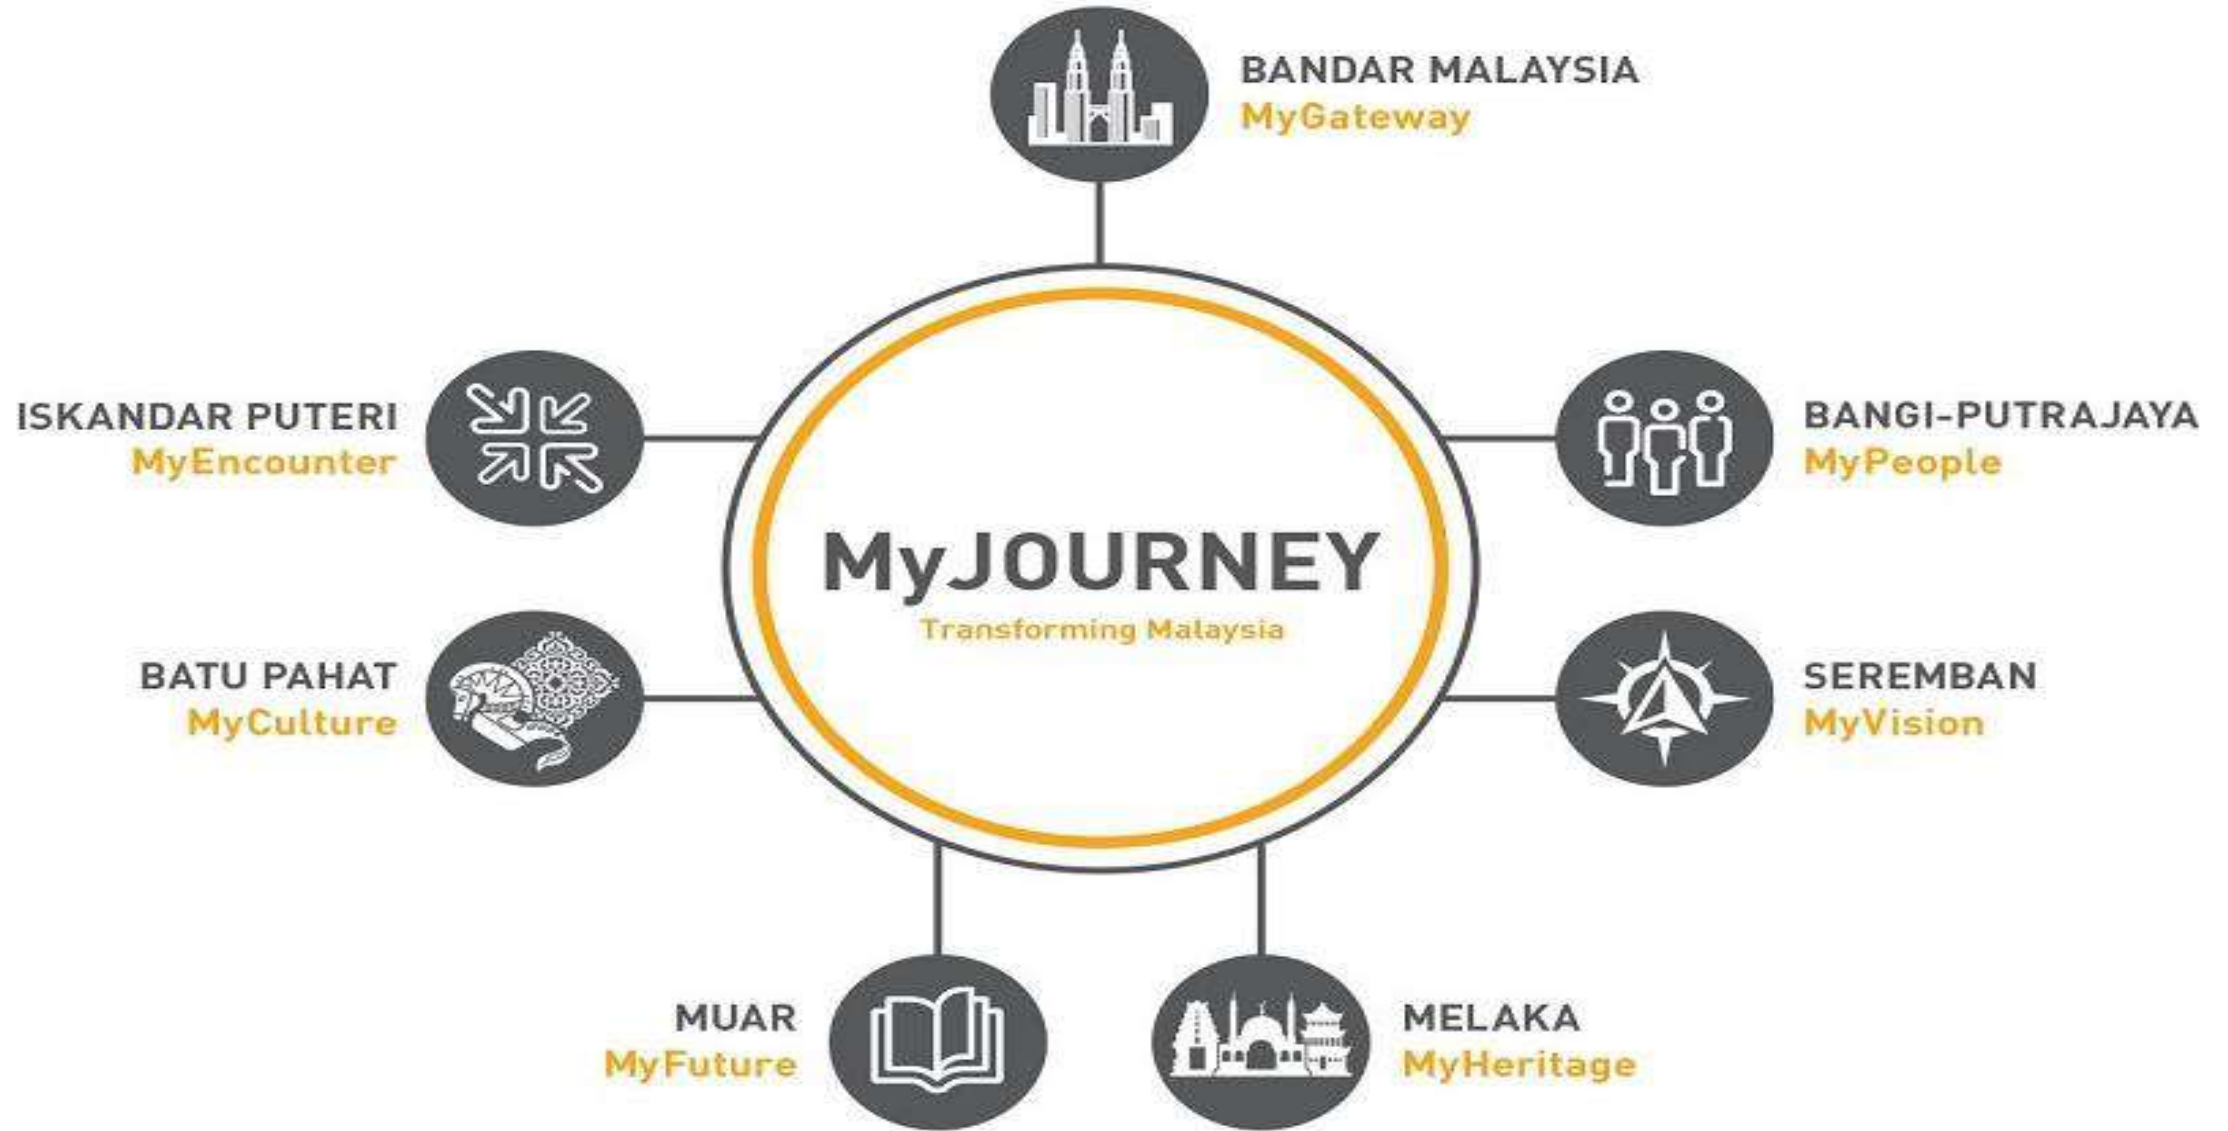 BANDAR MALAYSIA
MyGateway
ISKANDAR PUTERI
MyEncounter
BANGI-PUTRAJAYA
MyPeople
MyJOURNEY
Transforming Malaysia
BATU PAHAT
MyCulture
SEREMBAN
MyVision
MUAR
MyFuture
MELAKA
MyHeritage